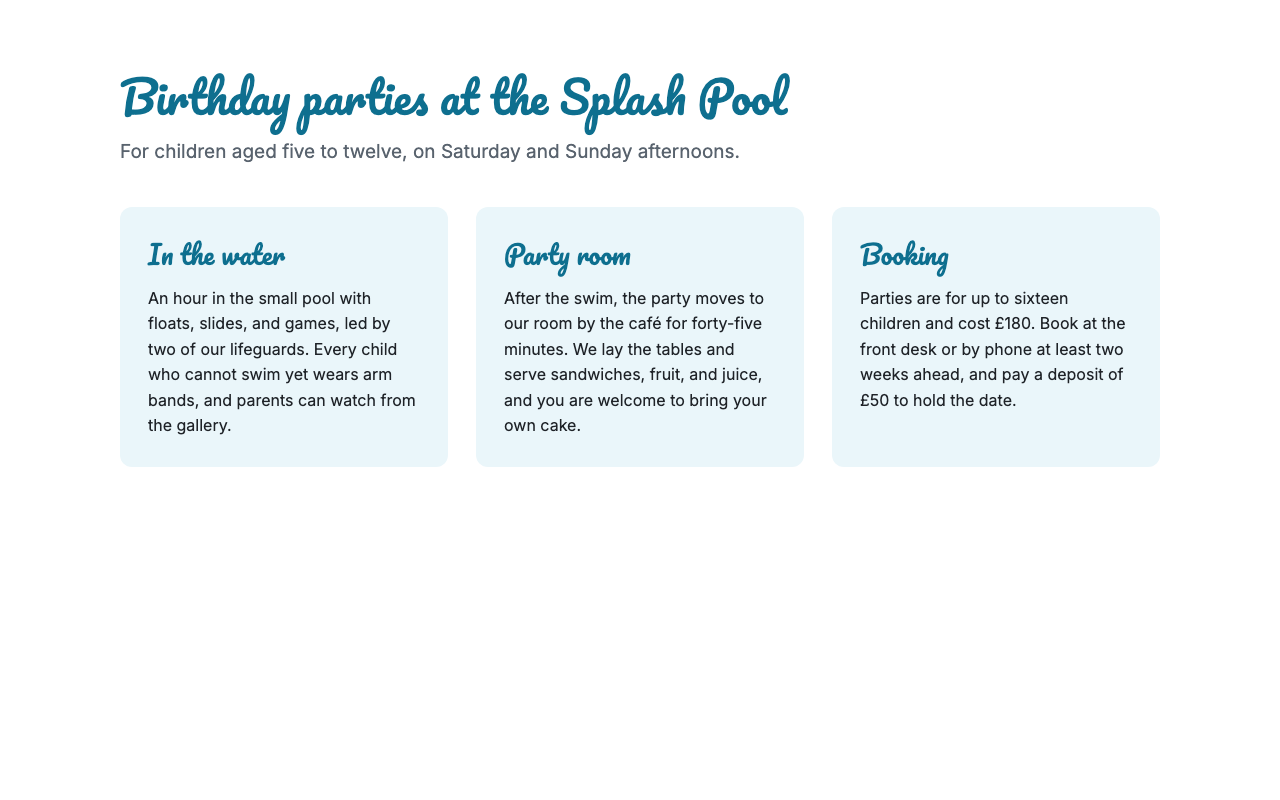 Birthday parties at the Splash Pool
For children aged five to twelve, on Saturday and Sunday afternoons.
In the water
An hour in the small pool with
floats, slides, and games, led by
two of our lifeguards. Every child
who cannot swim yet wears arm
bands, and parents can watch from
the gallery.
Party room
After the swim, the party moves to
our room by the café for forty-five
minutes. We lay the tables and
serve sandwiches, fruit, and juice,
and you are welcome to bring your
own cake.
Booking
Parties are for up to sixteen
children and cost £180. Book at the
front desk or by phone at least two
weeks ahead, and pay a deposit of
£50 to hold the date.